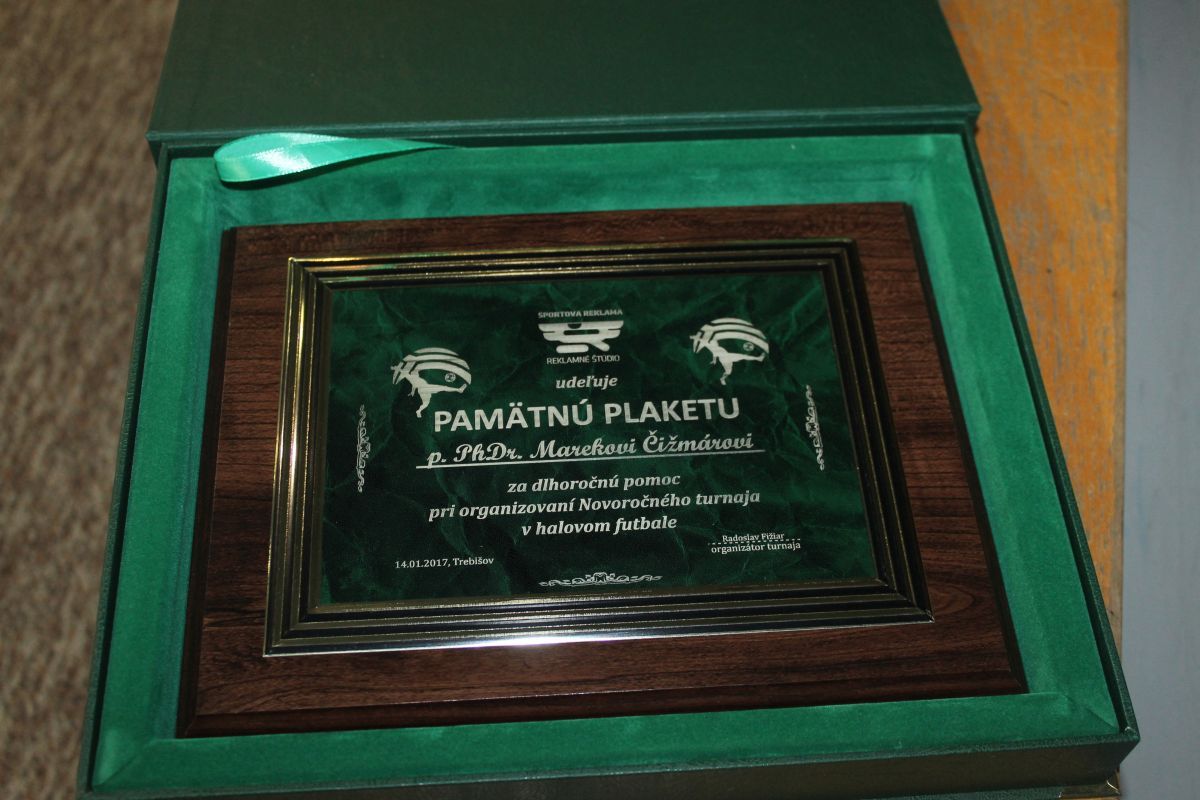 ŠPORTOVA REKLAMA
REKLAMNÉ ŠTÚDIO
udeľuje
PAMÄTNÚ PLAKETU
p. PhDr. Marekovi Čižmárovi
za dlhoročnú pomoc
pri organizovaní Novoročného turnaja
v halovom futbale
Radoslav Fižiar
organizátor turnaja
14.01.2017, Trebišov